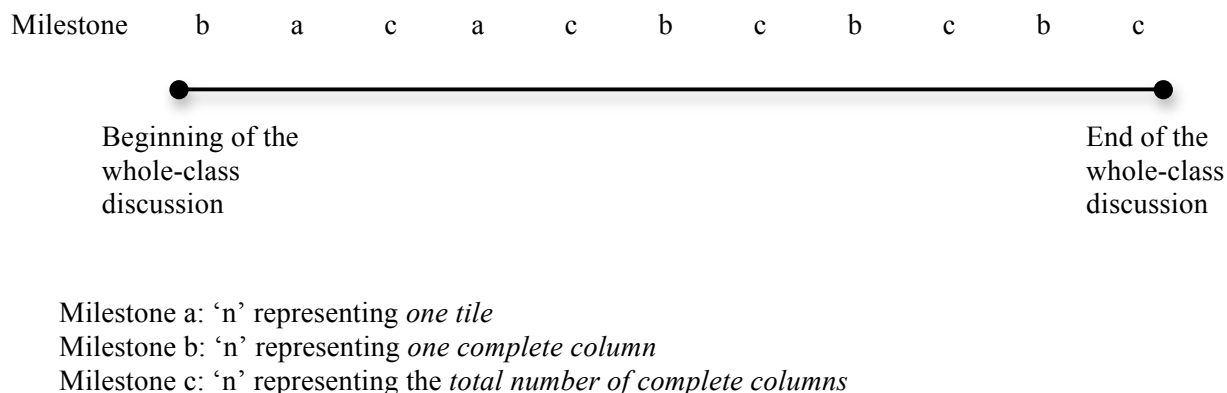 Milestone b a c a c b c b c b c
Beginning of the
whole-class
discussion
End of the
whole-class
discussion
Milestone a: ‘n’ representing one tile
Milestone b: ‘n’ representing one complete column
Milestone c: ‘n’ representing the total number of complete columns